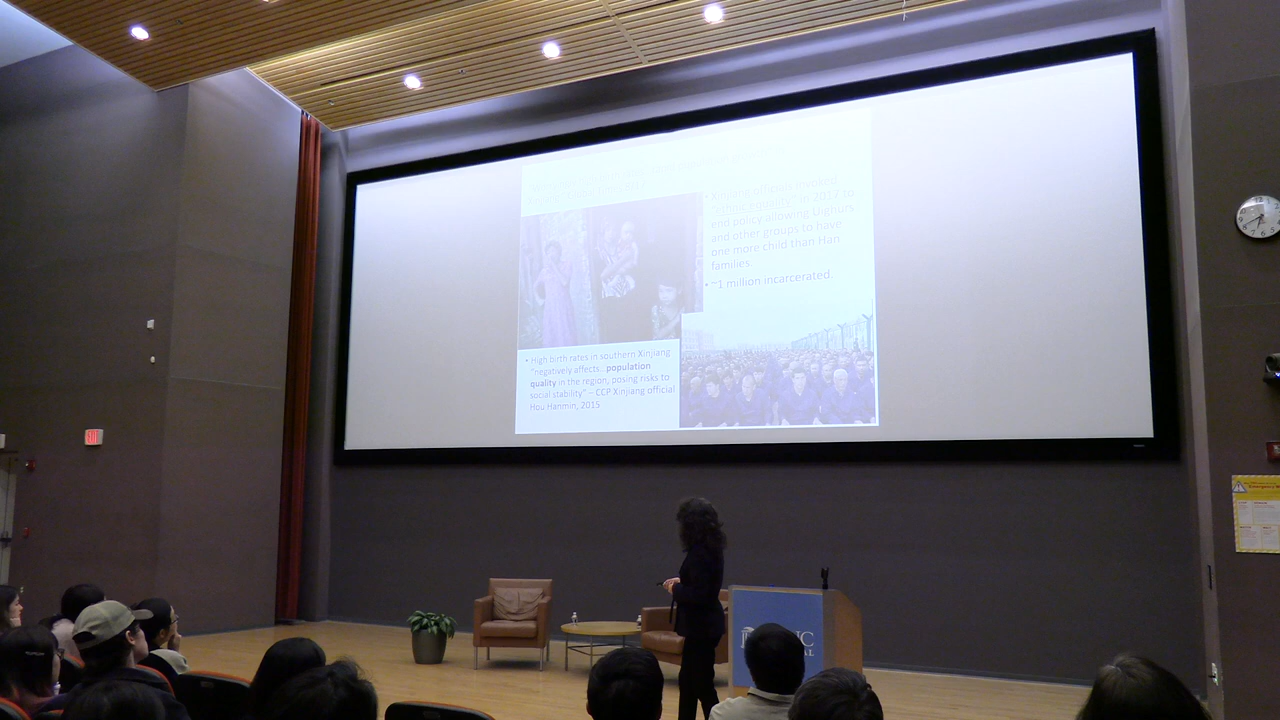 • Xinjiang officials invoked
"ethnic equality" in 2017 to
end policy allowing Uighurs
and other groups to have
one more child than Han
families.
• ~1 million incarcerated.
• High birth rates in southern Xinjiang
"negatively affects.. population
quality in the region, posing risks to
social stability" – CCP Xinjiang official
Hou Hanmin, 2015